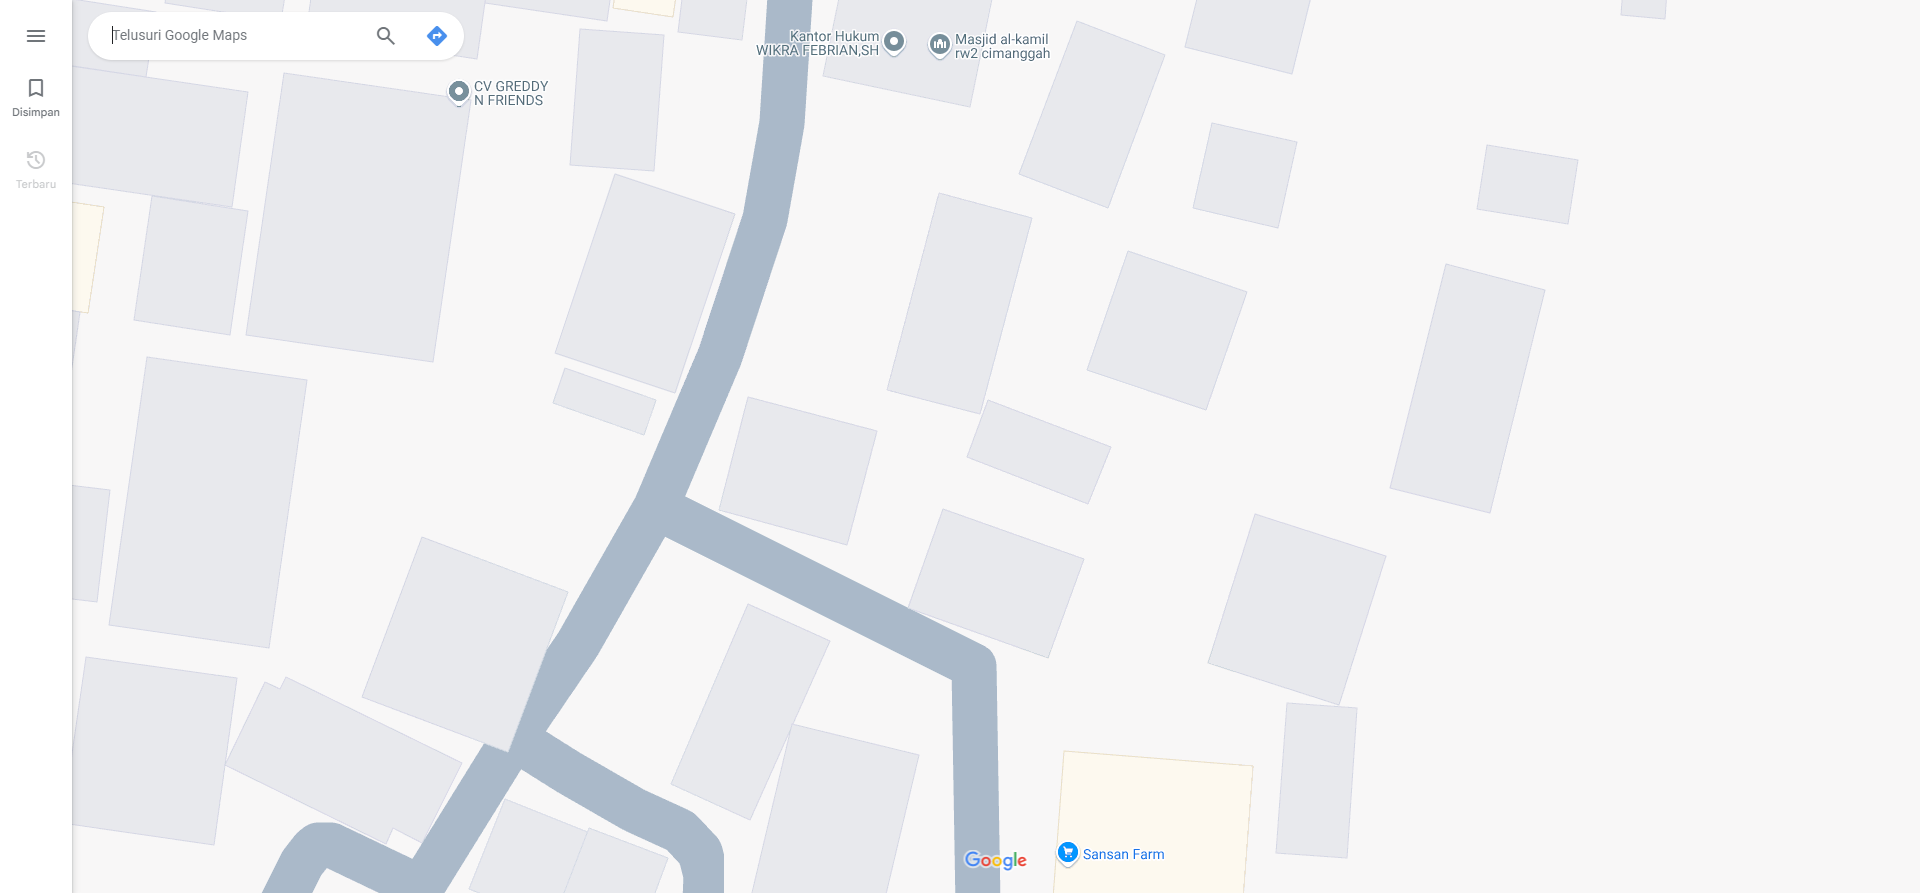 Telusuri Google Maps
Disimpan
Terbaru
CV GREDDY
N FRIENDS
Kantor Hukum
WIKRA FEBRIAN,SH
Masjid al-kamil
rw2 cimanggah
Google
Sansan Farm